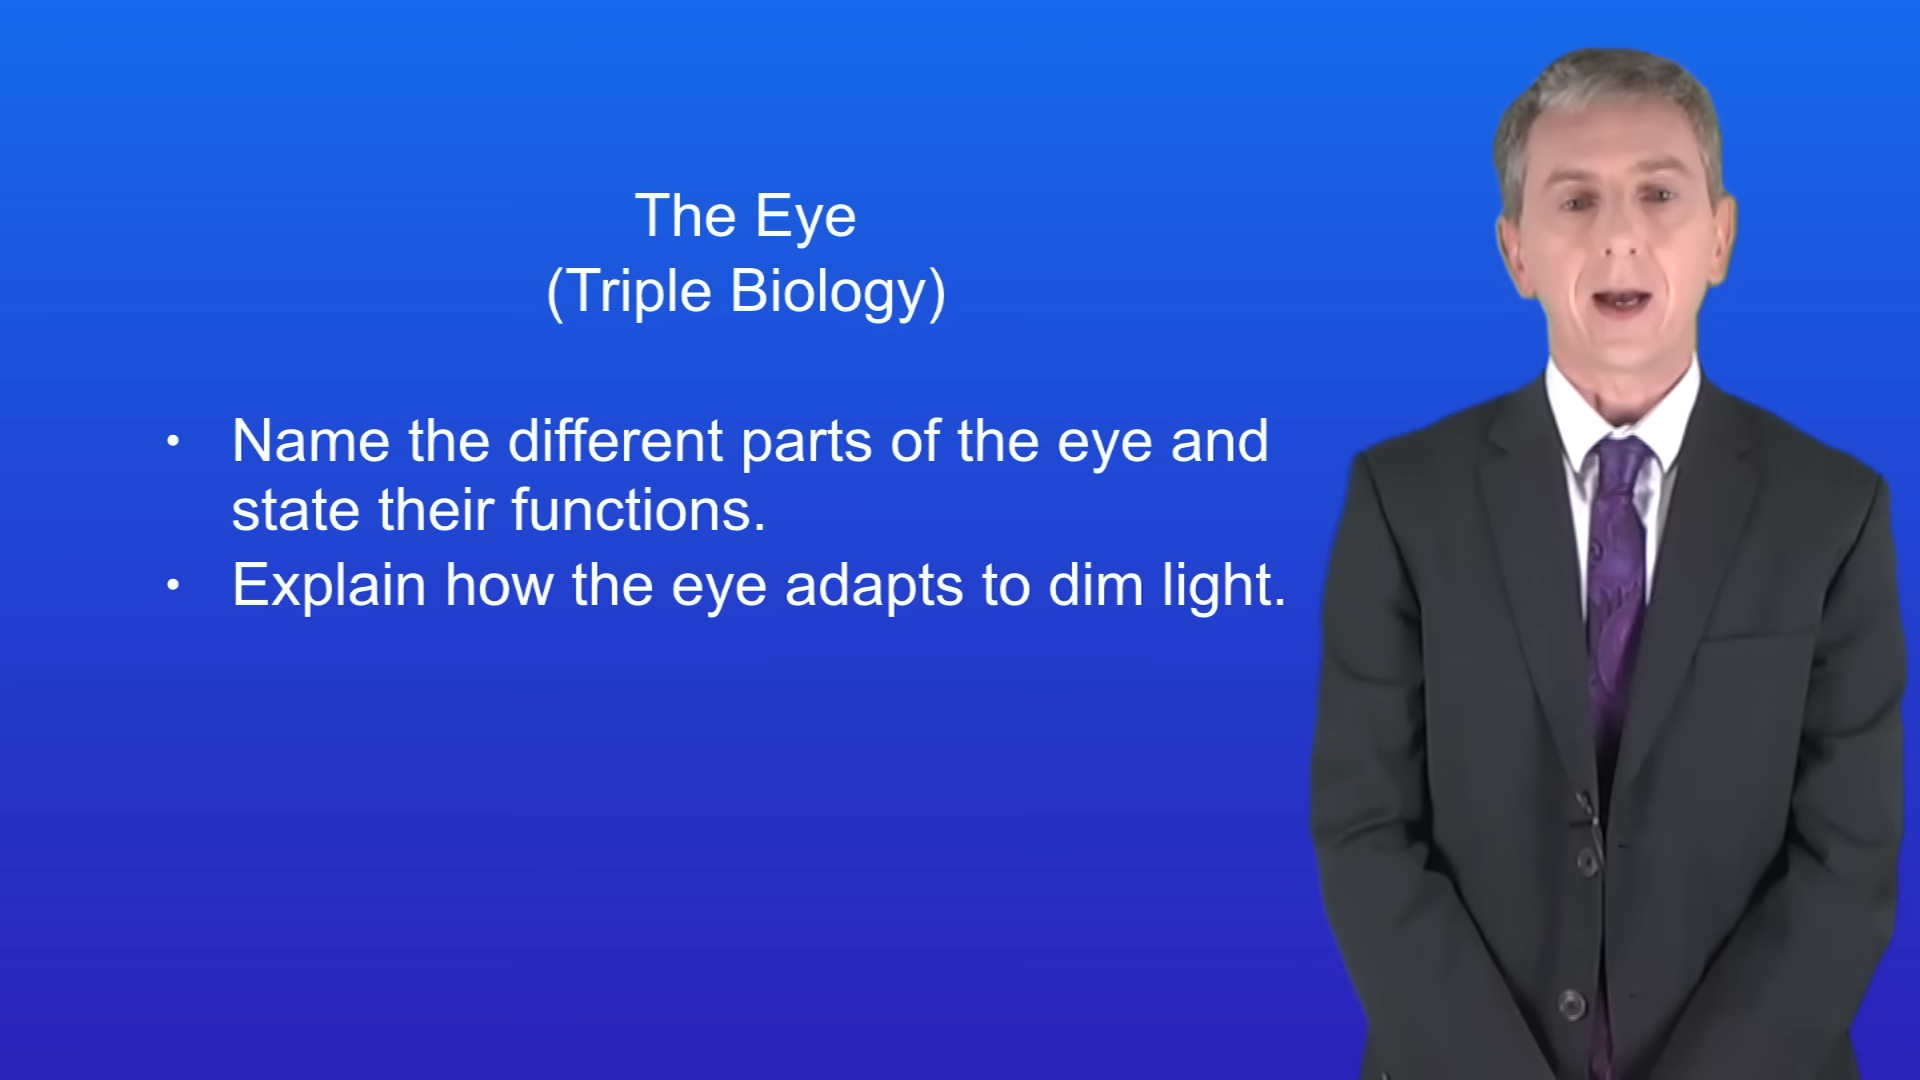 The Eye
(Triple Biology)
• Name the different parts of the eye and
state their functions.
• Explain how the eye adapts to dim light.